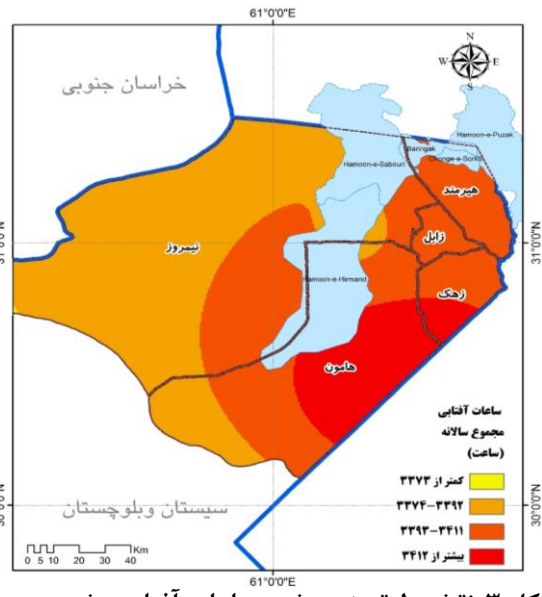 61°0'0"E
خراسان جنوبی
N
W
E
S
Hamoon-e-Puzak
Baringak
Chonge-e-Sorkh
Hamoon-e-Sabouri
هیرمند
زابل
31°0'0"N
31°0'0"N
نیمروز
Hamoon-e-Hirmand
زهک
هامون
ساعات آفتابی
مجموع سالانه
(ساعت)
کمتر از ۳۳۷۳
۳۳۷۴-۳۳۹۲
۳۳۹۳-۳۴۱۱
بیشتر از ۳۴۱۲
سیستان وبلوچستان
30°0'0"N
30°0'0"N
Km
0 5 10 20 30 40
61°0'0"E